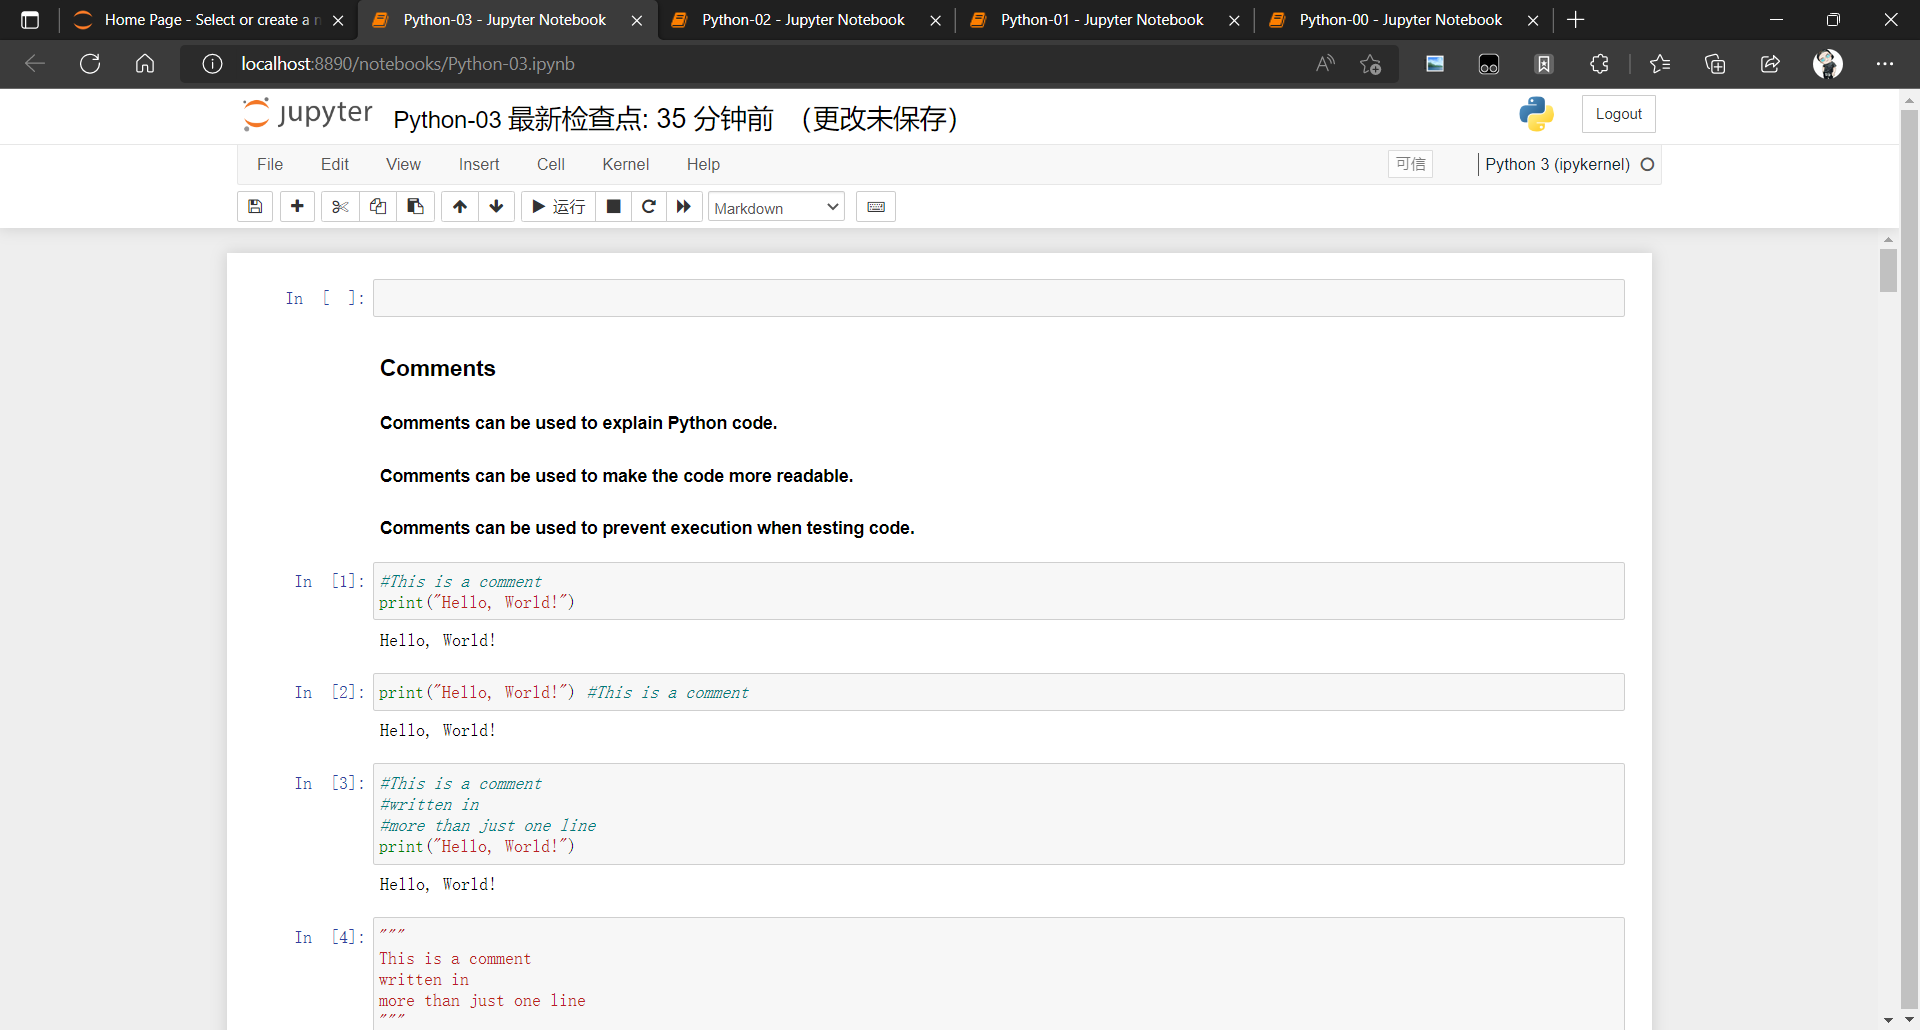 Home Page - Select or create a n
Python-03 - Jupyter Notebook
Python-02 - Jupyter Notebook
Python-01 - Jupyter Notebook
Python-00 - Jupyter Notebook
localhost:8890/notebooks/Python-03.ipynb
jupyter Python-03 最新检查点: 35 分钟前 （更改未保存）
Logout
File Edit View Insert Cell Kernel Help
可信
Python 3 (ipykernel)
运行
Markdown
In [ ]:
Comments
Comments can be used to explain Python code.
Comments can be used to make the code more readable.
Comments can be used to prevent execution when testing code.
In [1]: #This is a comment
print("Hello, World!")
Hello, World!
In [2]: print("Hello, World!") #This is a comment
Hello, World!
In [3]: #This is a comment
#written in
#more than just one line
print("Hello, World!")
Hello, World!
In [4]: """
This is a comment
written in
more than just one line
"""